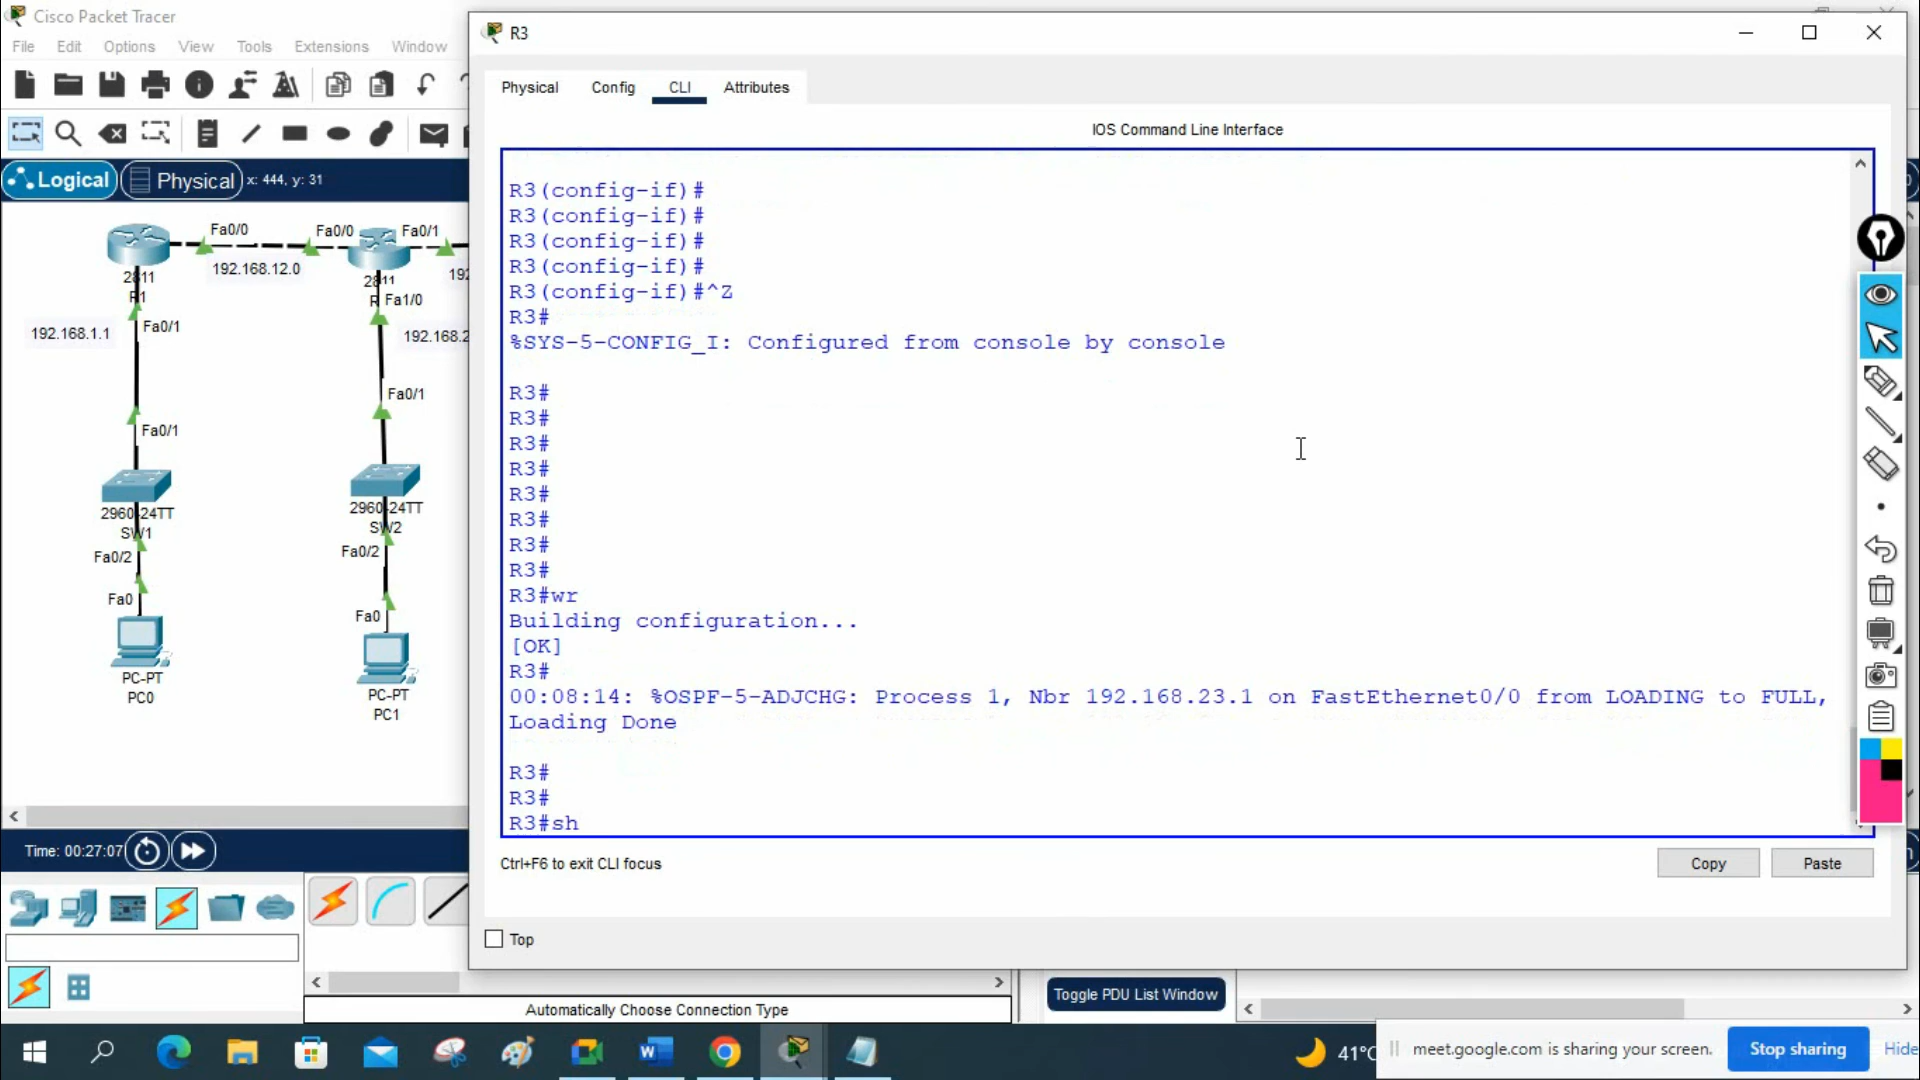 Cisco Packet Tracer
File Edit Options View Tools Extensions Window
Logical Physical x: 444, y: 31
Fa0/0 Fa0/0 Fa0/1
192.168.12.0 192
2811 2811
R1 R Fa1/0
Fa0/1
192.168.1.1 192.168.2
Fa0/1
Fa0/1
2960-24TT 2960-24TT
SW1 SW2
Fa0/2 Fa0/2
Fa0 Fa0
PC-PT PC-PT
PC0 PC1
Time: 00:27:07
Automatically Choose Connection Type
R3
Physical Config CLI Attributes
IOS Command Line Interface
R3(config-if)#
R3(config-if)#
R3(config-if)#
R3(config-if)#
R3(config-if)#^Z
R3#
%SYS-5-CONFIG_I: Configured from console by console
R3#
R3#
R3#
R3#
R3#
R3#
R3#
R3#
R3#wr
Building configuration...
[OK]
R3#
00:08:14: %OSPF-5-ADJCHG: Process 1, Nbr 192.168.23.1 on FastEthernet0/0 from LOADING to FULL,
Loading Done
R3#
R3#
R3#sh
Ctrl+F6 to exit CLI focus
Copy Paste
Top
Toggle PDU List Window
41°C
meet.google.com is sharing your screen. Stop sharing Hide